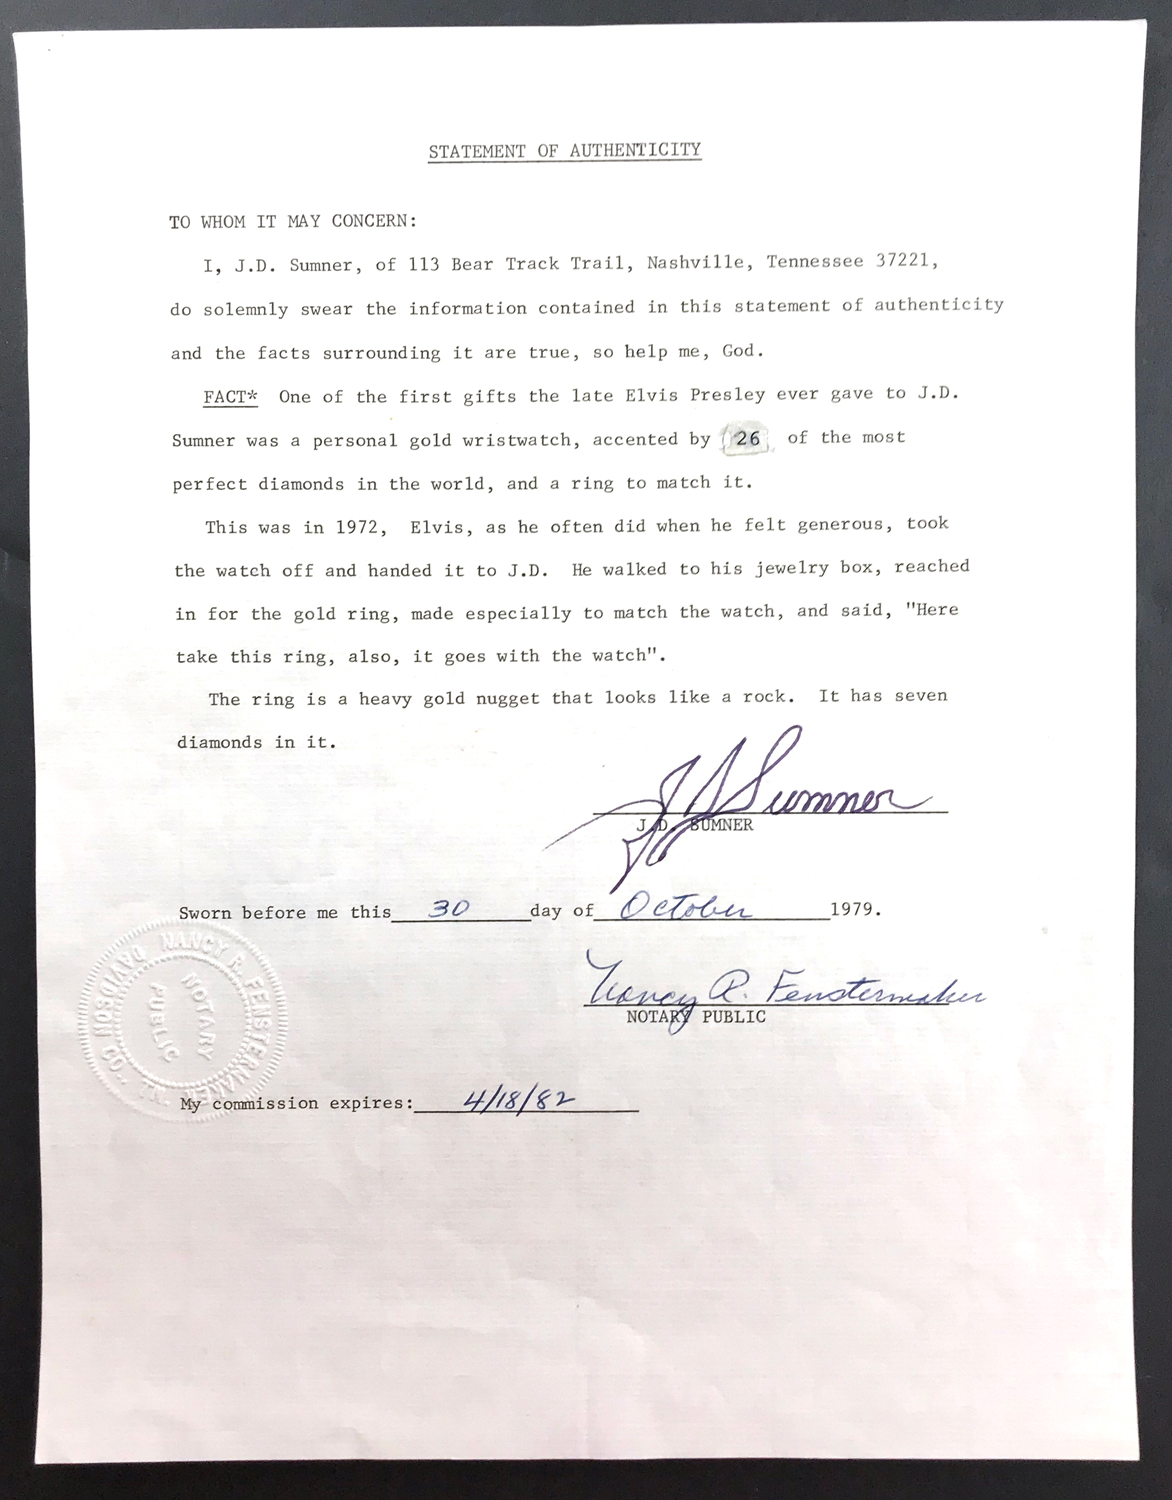 STATEMENT OF AUTHENTICITY
TO WHOM IT MAY CONCERN:
I, J.D. Sumner, of 113 Bear Track Trail, Nashville, Tennessee 37221,
do solemnly swear the information contained in this statement of authenticity
and the facts surrounding it are true, so help me, God.
FACT* One of the first gifts the late Elvis Presley ever gave to J.D.
Sumner was a personal gold wristwatch, accented by 26 of the most
perfect diamonds in the world, and a ring to match it.
This was in 1972, Elvis, as he often did when he felt generous, took
the watch off and handed it to J.D. He walked to his jewelry box, reached
in for the gold ring, made especially to match the watch, and said, "Here
take this ring, also, it goes with the watch".
The ring is a heavy gold nugget that looks like a rock. It has seven
diamonds in it.
JD Sumner
J.D. SUMNER
Sworn before me this 30 day of October 1979.
Nancy R. Fenstermaker
NOTARY PUBLIC
NANCY R. FENSTERMAKER
DAVIDSON CO., TN.
NOTARY
PUBLIC
My commission expires: 4/18/82